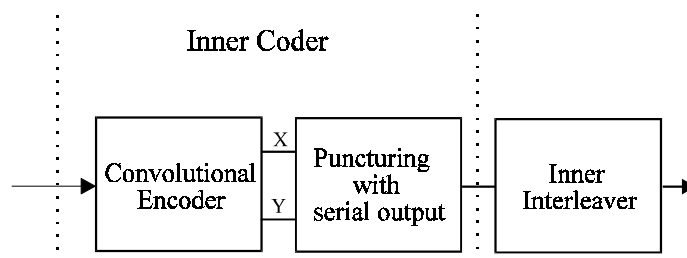 Inner Coder
Convolutional
Encoder
X
Y
Puncturing
with
serial output
Inner
Interleaver